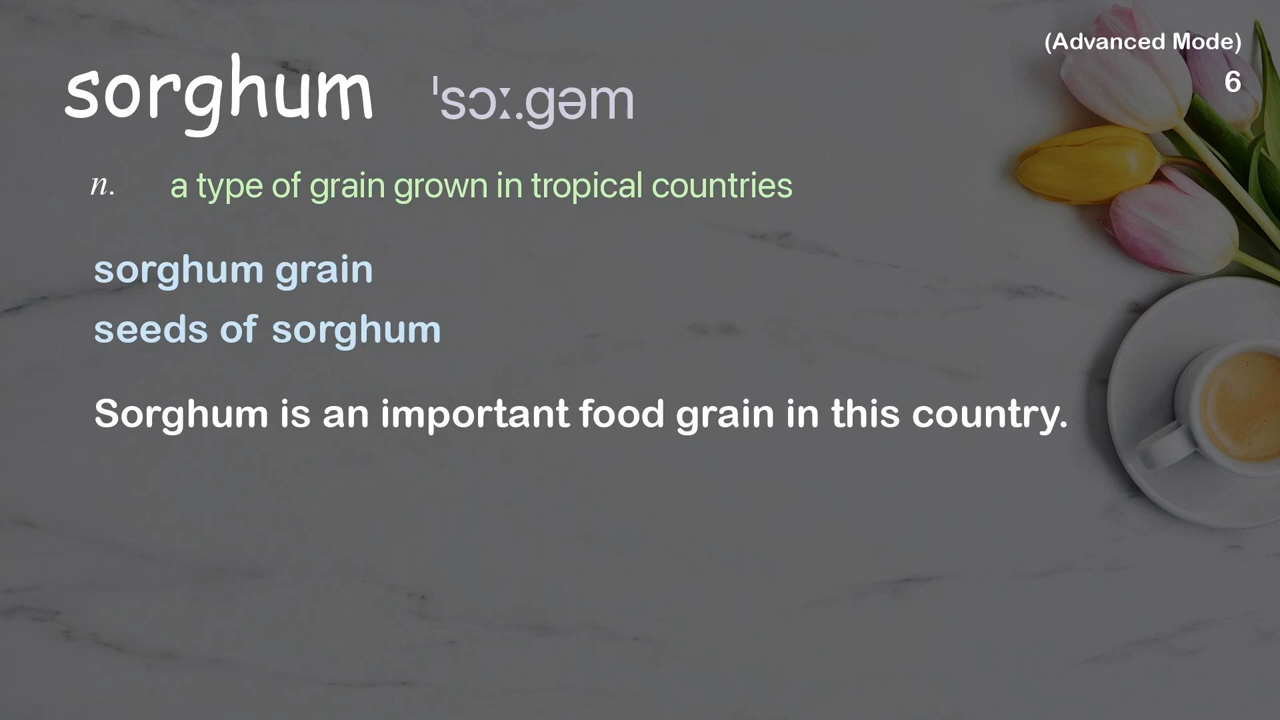 (Advanced Mode)
6
sorghum ˈsɔː.gəm
n. a type of grain grown in tropical countries
sorghum grain
seeds of sorghum
Sorghum is an important food grain in this country.